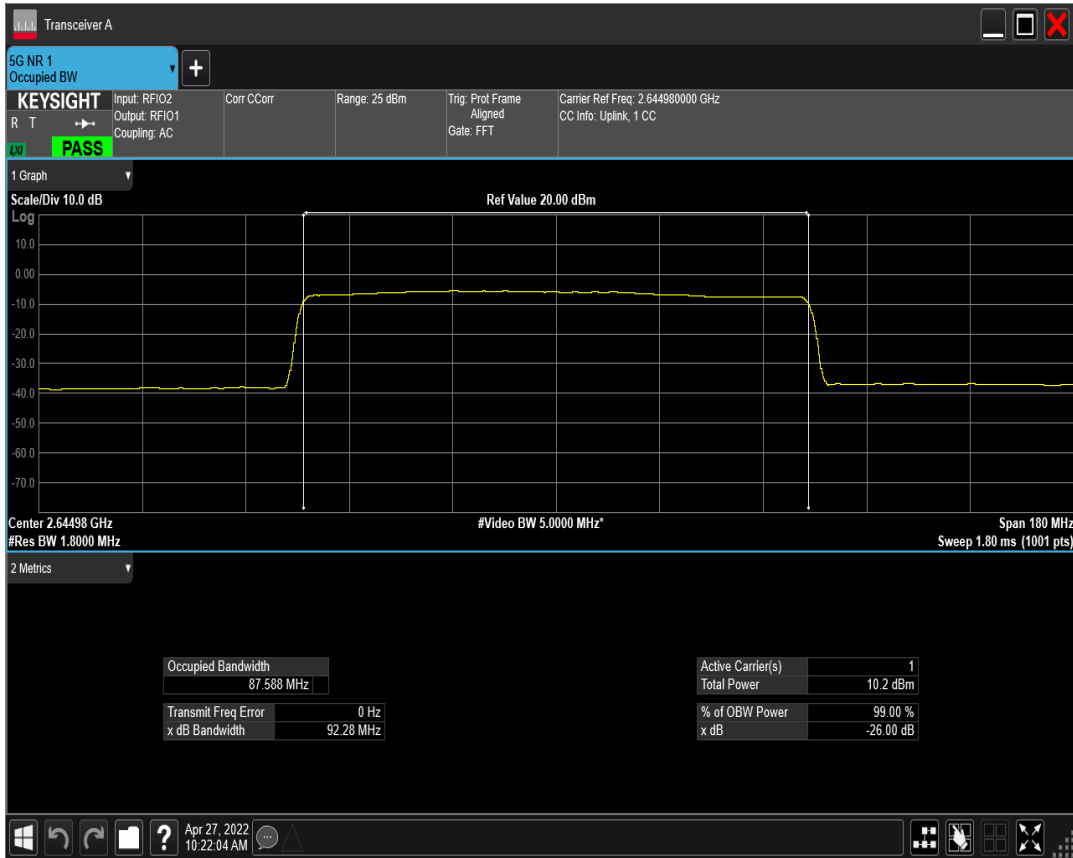 Transceiver A
5G NR 1
Occupied BW
+
KEYSIGHT
R T
LXI
PASS
Input: RFIO2
Output: RFIO1
Coupling: AC
Corr CCorr
Range: 25 dBm
Trig: Prot Frame
Aligned
Gate: FFT
Carrier Ref Freq: 2.644980000 GHz
CC Info: Uplink, 1 CC
1 Graph
Scale/Div 10.0 dB
Ref Value 20.00 dBm
Log
10.0
0.00
-10.0
-20.0
-30.0
-40.0
-50.0
-60.0
-70.0
Center 2.64498 GHz
#Video BW 5.0000 MHz*
Span 180 MHz
#Res BW 1.8000 MHz
Sweep 1.80 ms (1001 pts)
2 Metrics
Occupied Bandwidth
87.588 MHz
Transmit Freq Error 0 Hz
x dB Bandwidth 92.28 MHz
Active Carrier(s) 1
Total Power 10.2 dBm
% of OBW Power 99.00 %
x dB -26.00 dB
?
Apr 27, 2022
10:22:04 AM